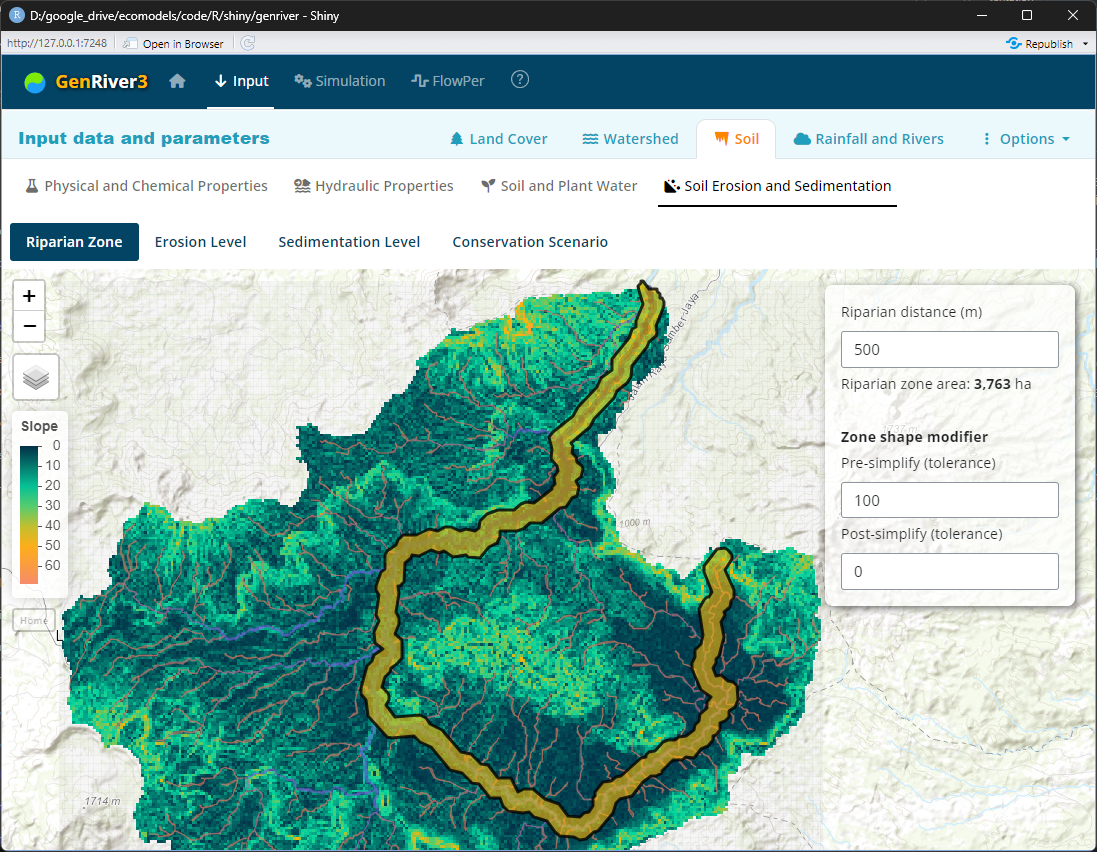 D:/google_drive/ecomodels/code/R/shiny/genriver - Shiny
http://127.0.0.1:7248 Open in Browser Republish
GenRiver3 Input Simulation FlowPer ?
Input data and parameters Land Cover Watershed Soil Rainfall and Rivers Options
Physical and Chemical Properties Hydraulic Properties Soil and Plant Water Soil Erosion and Sedimentation
Riparian Zone Erosion Level Sedimentation Level Conservation Scenario
+
−
Slope
0
10
20
30
40
50
60
Home
L
1000 m
1714 m
Riparian distance (m)
500
Riparian zone area: 3,763 ha
1737 m
Zone shape modifier
Pre-simplify (tolerance)
100
Post-simplify (tolerance)
0